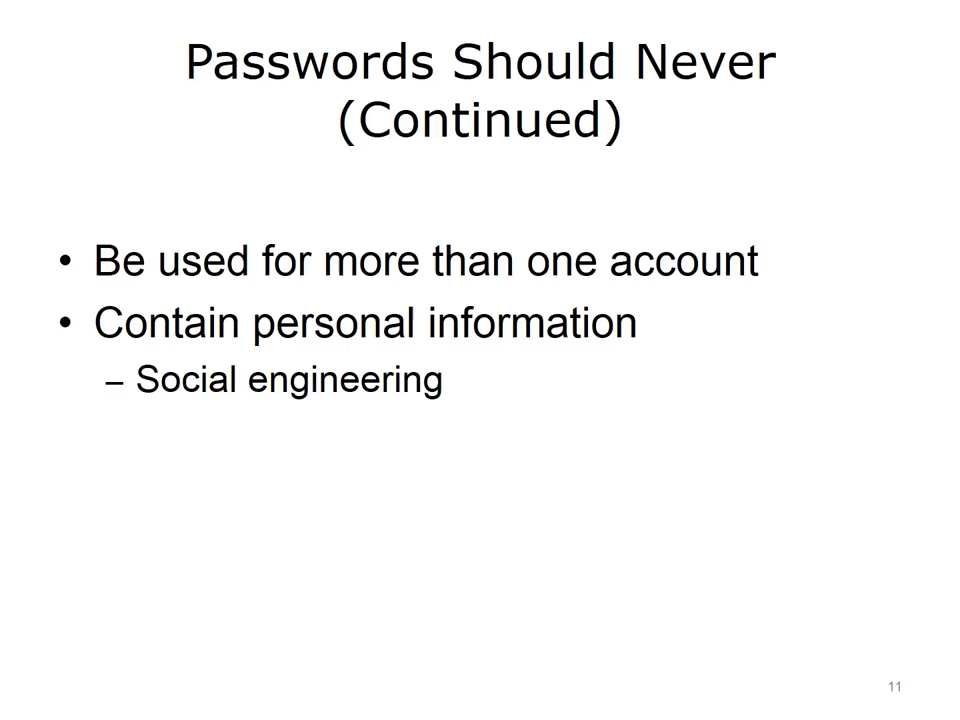 Passwords Should Never
(Continued)
• Be used for more than one account
• Contain personal information
– Social engineering
11